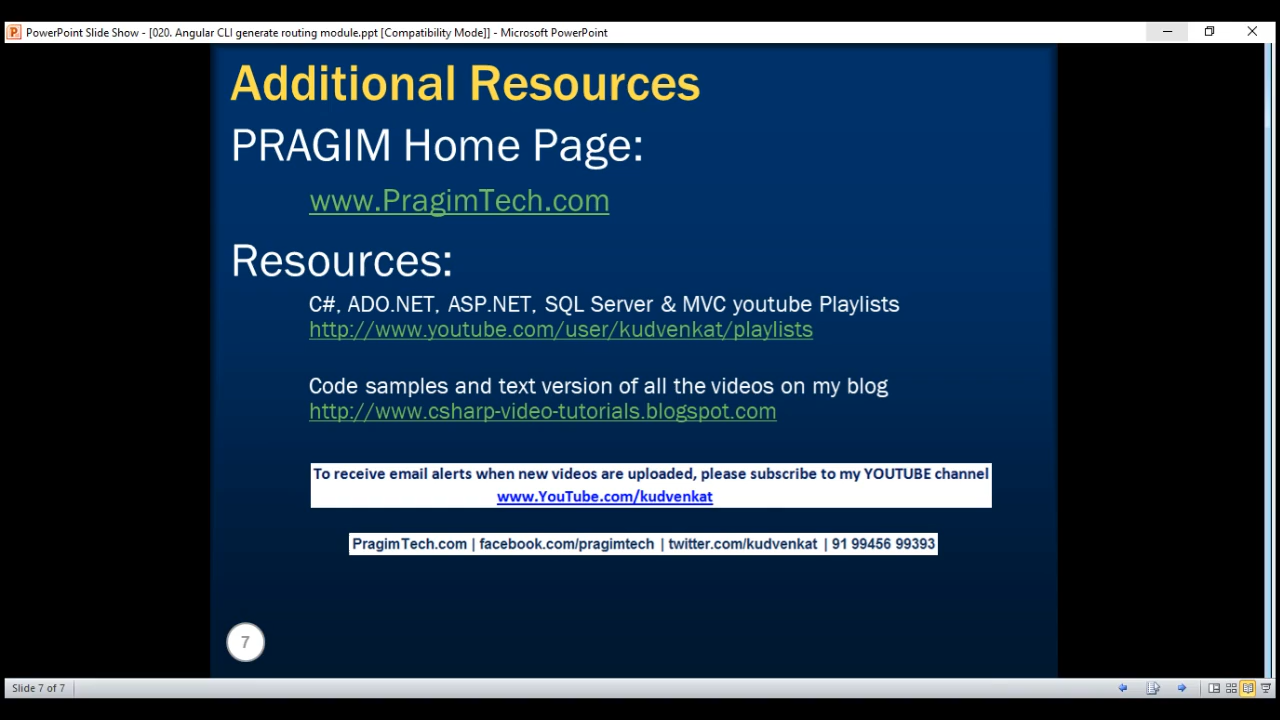 PowerPoint Slide Show - [020. Angular CLI generate routing module.ppt [Compatibility Mode]] - Microsoft PowerPoint
Additional Resources
PRAGIM Home Page:
www.PragimTech.com
Resources:
C#, ADO.NET, ASP.NET, SQL Server & MVC youtube Playlists
http://www.youtube.com/user/kudvenkat/playlists
Code samples and text version of all the videos on my blog
http://www.csharp-video-tutorials.blogspot.com
To receive email alerts when new videos are uploaded, please subscribe to my YOUTUBE channel
www.YouTube.com/kudvenkat
PragimTech.com | facebook.com/pragimtech | twitter.com/kudvenkat | 91 99456 99393
7
Slide 7 of 7